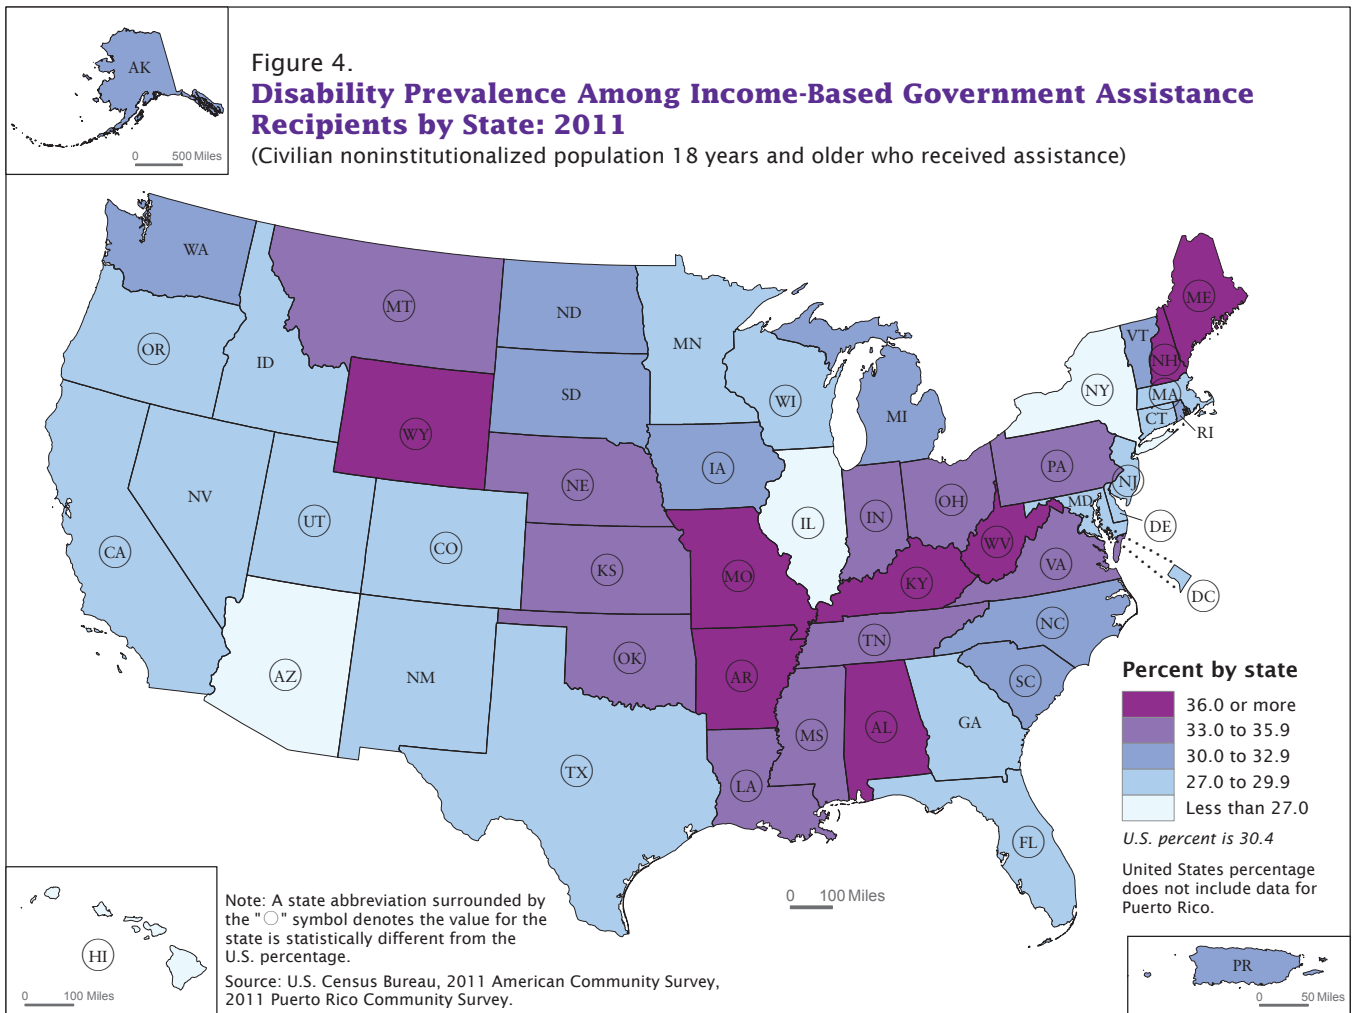 AK
0 500 Miles
Figure 4.
Disability Prevalence Among Income-Based Government Assistance
Recipients by State: 2011
(Civilian noninstitutionalized population 18 years and older who received assistance)
WA
MT
ND
MN
ME
VT
NH
OR
ID
SD
WI
MI
NY
MA
CT
RI
WY
IA
NE
PA
NJ
NV
UT
CO
IL
IN
OH
MD
DE
CA
KS
MO
KY
WV
VA
DC
AZ
NM
OK
AR
TN
NC
SC
MS
AL
GA
TX
LA
FL
Percent by state
36.0 or more
33.0 to 35.9
30.0 to 32.9
27.0 to 29.9
Less than 27.0
U.S. percent is 30.4
United States percentage
does not include data for
Puerto Rico.
0 100 Miles
HI
0 100 Miles
Note: A state abbreviation surrounded by
the "○" symbol denotes the value for the
state is statistically different from the
U.S. percentage.
Source: U.S. Census Bureau, 2011 American Community Survey,
2011 Puerto Rico Community Survey.
PR
0 50 Miles